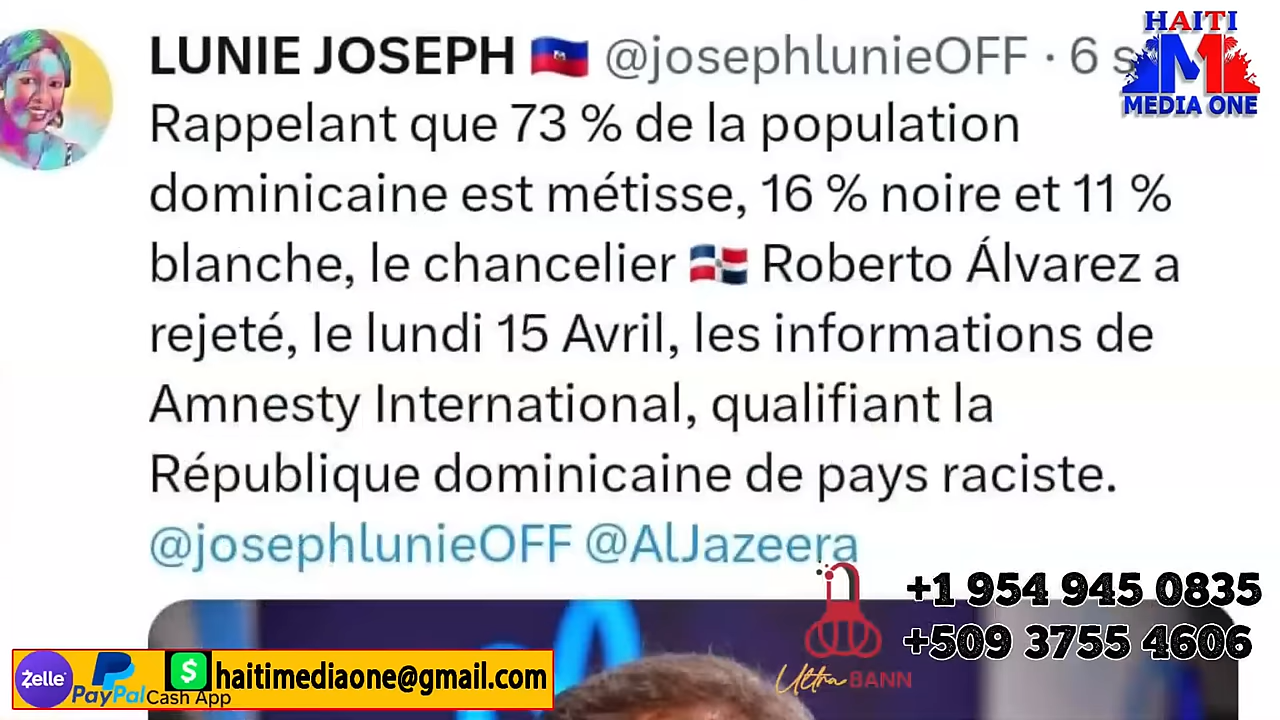 LUNIE JOSEPH @josephlunieOFF · 6 s
HAITI
M
MEDIA ONE
Rappelant que 73 % de la population
dominicaine est métisse, 16 % noire et 11 %
blanche, le chancelier Roberto Álvarez a
rejeté, le lundi 15 Avril, les informations de
Amnesty International, qualifiant la
République dominicaine de pays raciste.
@josephlunieOFF @AlJazeera
+1 954 945 0835
+509 3755 4606
Ultra BANN
Zelle PayPal $ Cash App haitimediaone@gmail.com